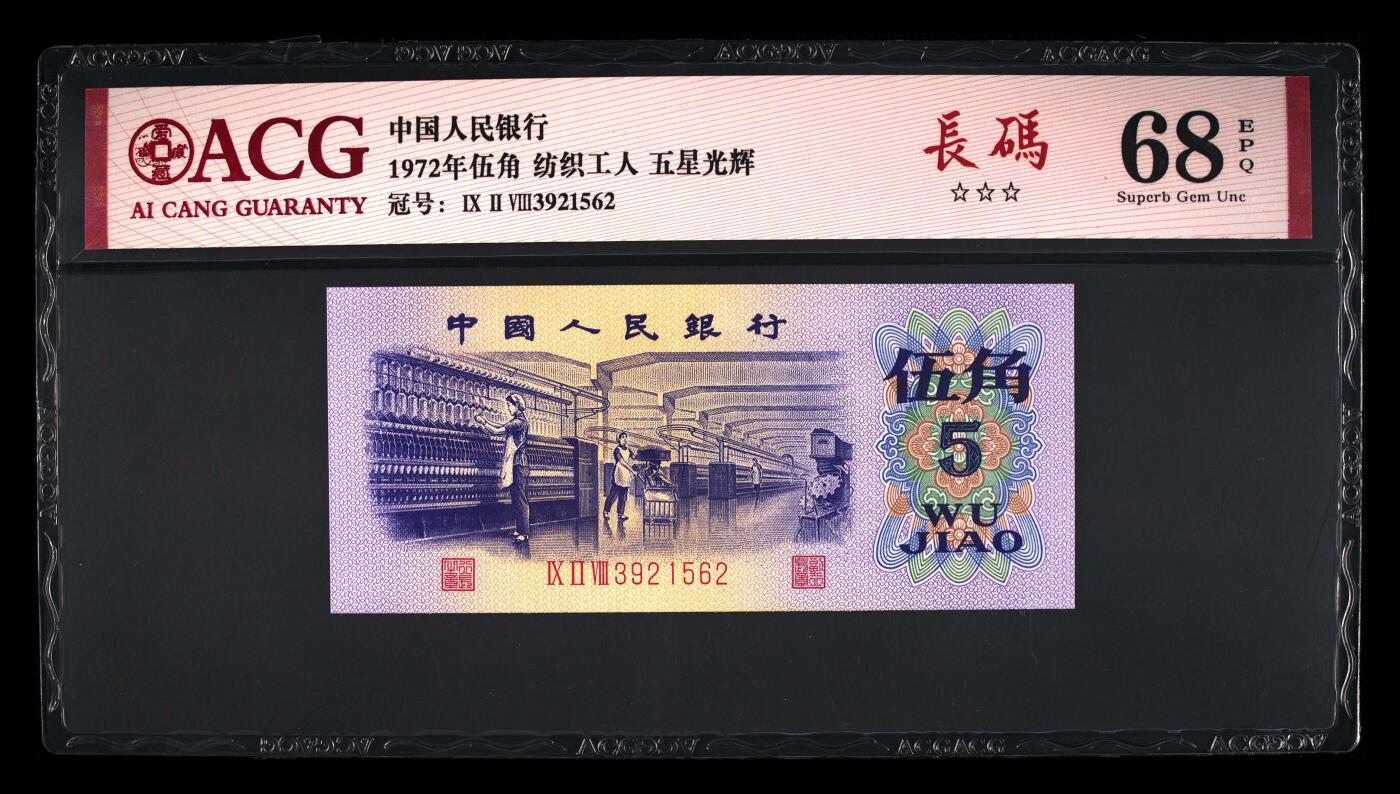 ACG
AI CANG GUARANTY
中国人民银行
1972年伍角 纺织工人 五星光辉
冠号: Ⅸ Ⅱ Ⅷ3921562
長碼
☆☆☆
68
EPQ
Superb Gem Unc
中國人民銀行
伍角
5
WU
JIAO
Ⅸ Ⅱ Ⅷ 3921562